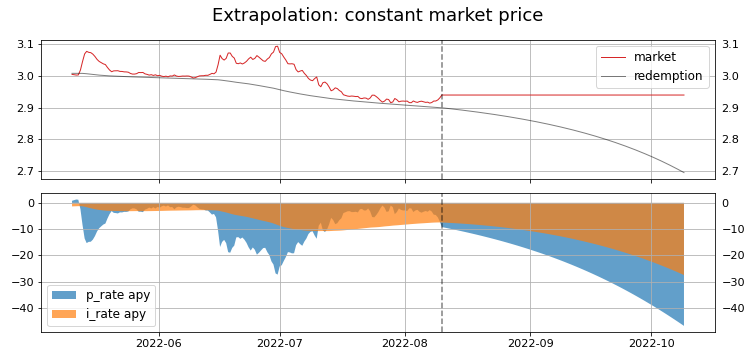 Extrapolation: constant market price
3.1 3.1
3.0 3.0
2.9 2.9
2.8 2.8
2.7 2.7
market
redemption
0 0
−10 −10
−20 −20
−30 −30
−40 −40
p_rate apy
i_rate apy
2022-06 2022-07 2022-08 2022-09 2022-10